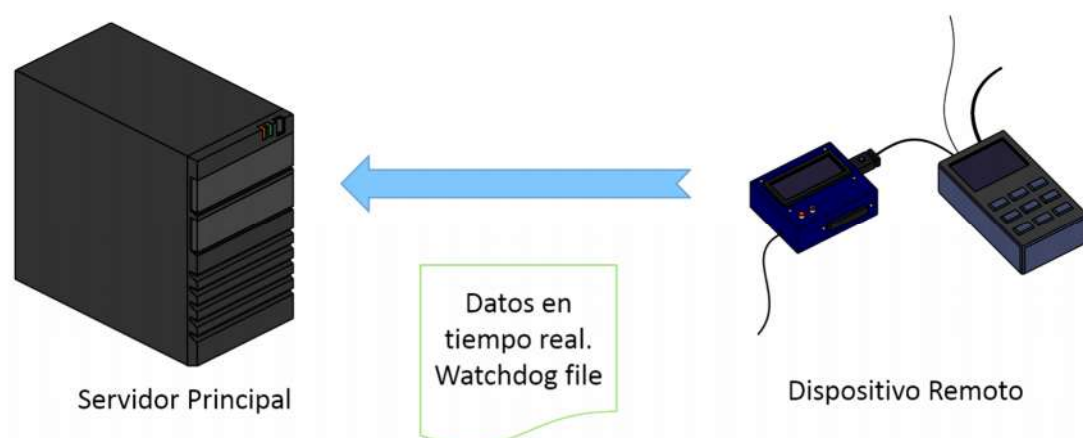 Datos en
tiempo real.
Watchdog file
Servidor Principal
Dispositivo Remoto